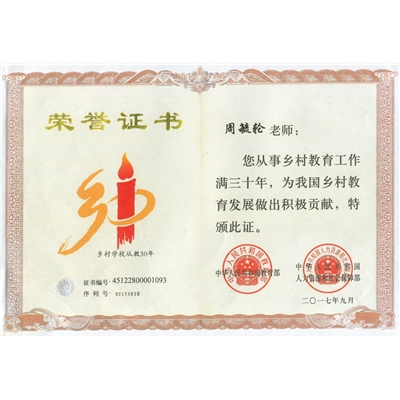 荣誉证书
乡村学校从教30年
证书编号:45122800001093
序列号:
周毓轮 老师:
您从事乡村教育工作
满三十年,为我国乡村教
育发展做出积极贡献,特
颁此证。
中华人民共和国教育部
中华人民共和国
人力资源和社会保障部
二〇一七年九月